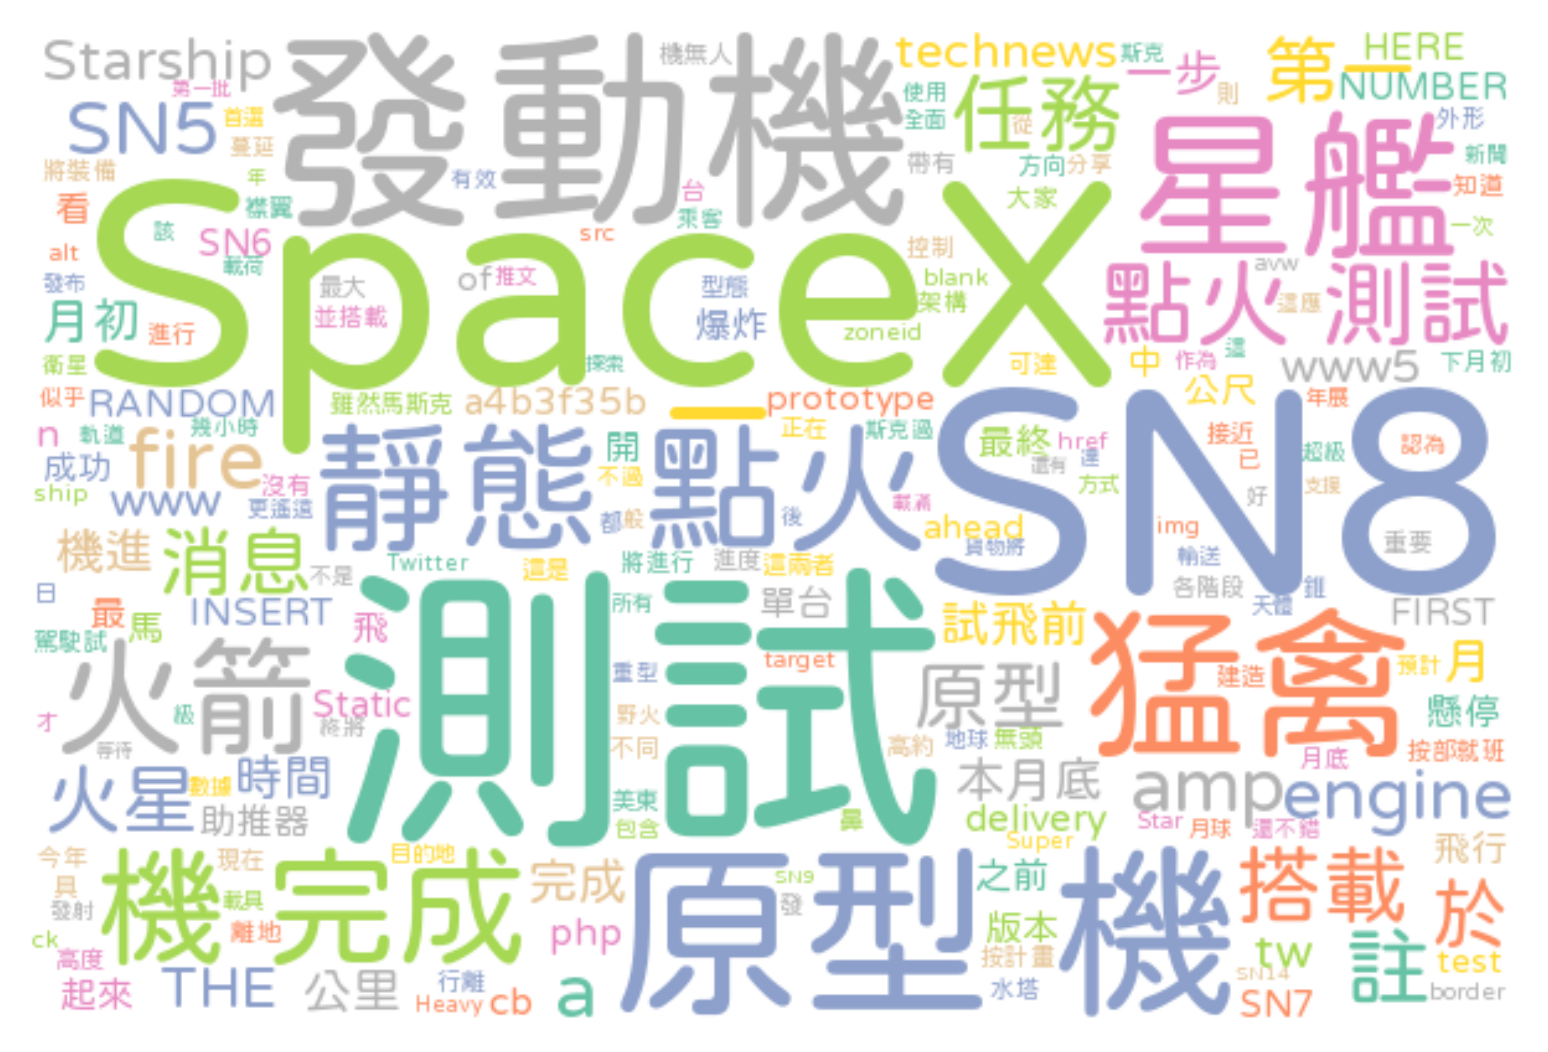 Starship
發動機
機無人
technews
斯克
一步
第一
HERE
第一批
NUMBER
SN5
首選
使用
任務
則
外形
蔓延
全面
從
星艦
將裝備
年
有效
帶有
方向
分享
新聞
看
襟翼
台
大家
知道
該
SN6
乘客
SpaceX
一次
alt
載荷
src
控制
發布
最大
of
推文
型態
blank
avw
點火測試
月初
進行
並搭載
爆炸
架構
這應
zoneid
衛星
探索
可達
中
作為
這
www5
下月初
似乎
RANDOM
雖然馬斯克
a4b3f35b
_
prototype
公尺
年展
n
軌道
幾小時
靜態
開
點火
正在
斯克過
最終
href
接近
SN8
認為
成功
fire
沒有
不過
還有
達
已
超級
ship
www
更遙遠
都
般
後
載滿
方式
好
支援
機進
消息
Twitter
ahead
貨物將
img
重要
不是
這是
將進行
進度
這兩者
輸送
日
各階段
鉺
最
馬
INSERT
飛
測試
所有
單台
試飛前
天體
FIRST
駕駛試
火箭
重型
target
原型
猛禽
建造
預計
月
才
級
Static
終將
野火
懸停
等待
不同
高約
地球
無頭
月底
按部就班
火星
數據
時間
本月底
amp
engine
助推器
美東
包含
鼻
delivery
Star
月球
還不錯
Super
今年
現在
目的地
飛行
具
機完成
完成
原型機
SN9
之前
搭載
發射
載具
發
於
ck
離地
php
版本
高度
按計畫
tw
註
test
起來
THE
公里
行離
Heavy
cb
a
水塔
SN14
SN7
border